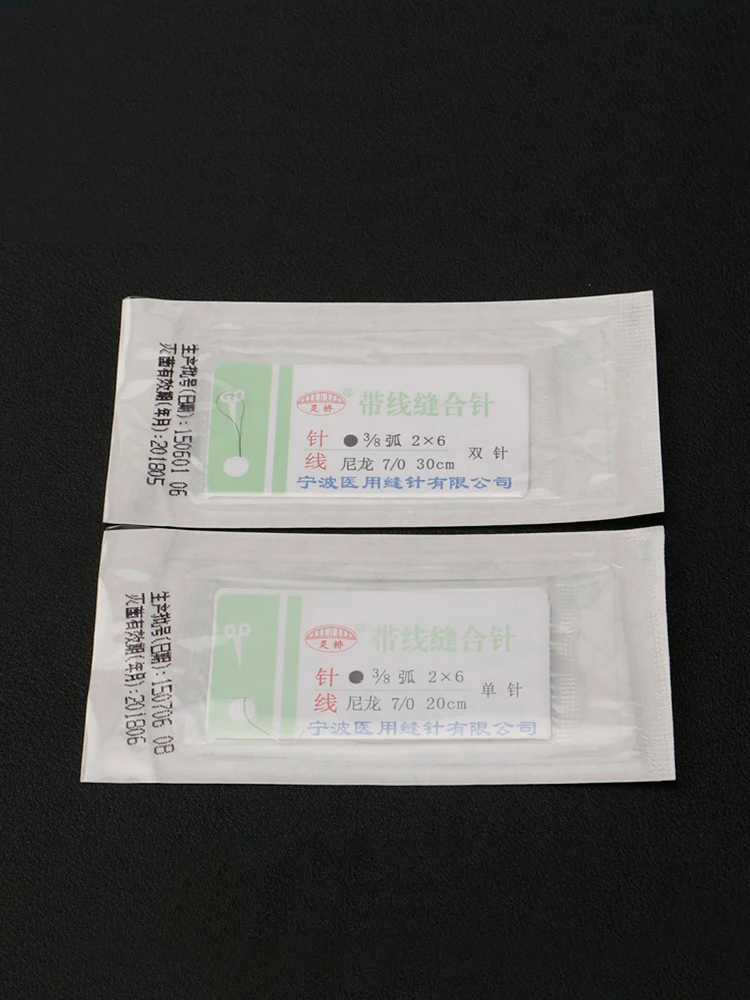 生产批号(日期):150601 06
灭菌有效期(年月):201805
灵桥® 带线缝合针
针 ●3/8弧 2×6 双针
线 尼龙 7/0 30cm
宁波医用缝针有限公司
生产批号(日期):150706 08
灭菌有效期(年月):201806
灵桥® 带线缝合针
针 ●3/8弧 2×6 单针
线 尼龙 7/0 20cm
宁波医用缝针有限公司